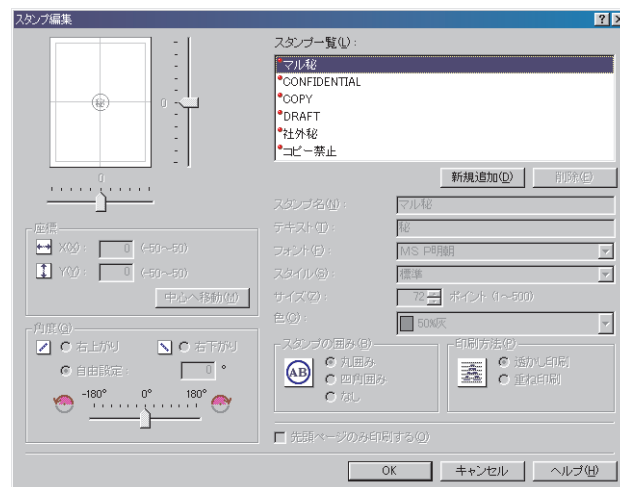 スタンプ編集
スタンプ一覧(L):
マル秘
CONFIDENTIAL
COPY
DRAFT
社外秘
コピー禁止
新規追加(D)
削除(E)
秘
0
0
座標
X(X): 0 (-50~50)
Y(Y): 0 (-50~50)
中心へ移動(M)
角度(G)
右上がり
右下がり
自由設定: 0 °
-180° 0° 180°
スタンプ名(N): マル秘
テキスト(T): 秘
フォント(F): MS P明朝
スタイル(S): 標準
サイズ(Z): 72 ポイント (1~500)
色(C): 50%灰
スタンプの囲み(B)
AB
丸囲み
四角囲み
なし
印刷方法(P)
透かし印刷
重ね印刷
先頭ページのみ印刷する(O)
OK
キャンセル
ヘルプ(H)